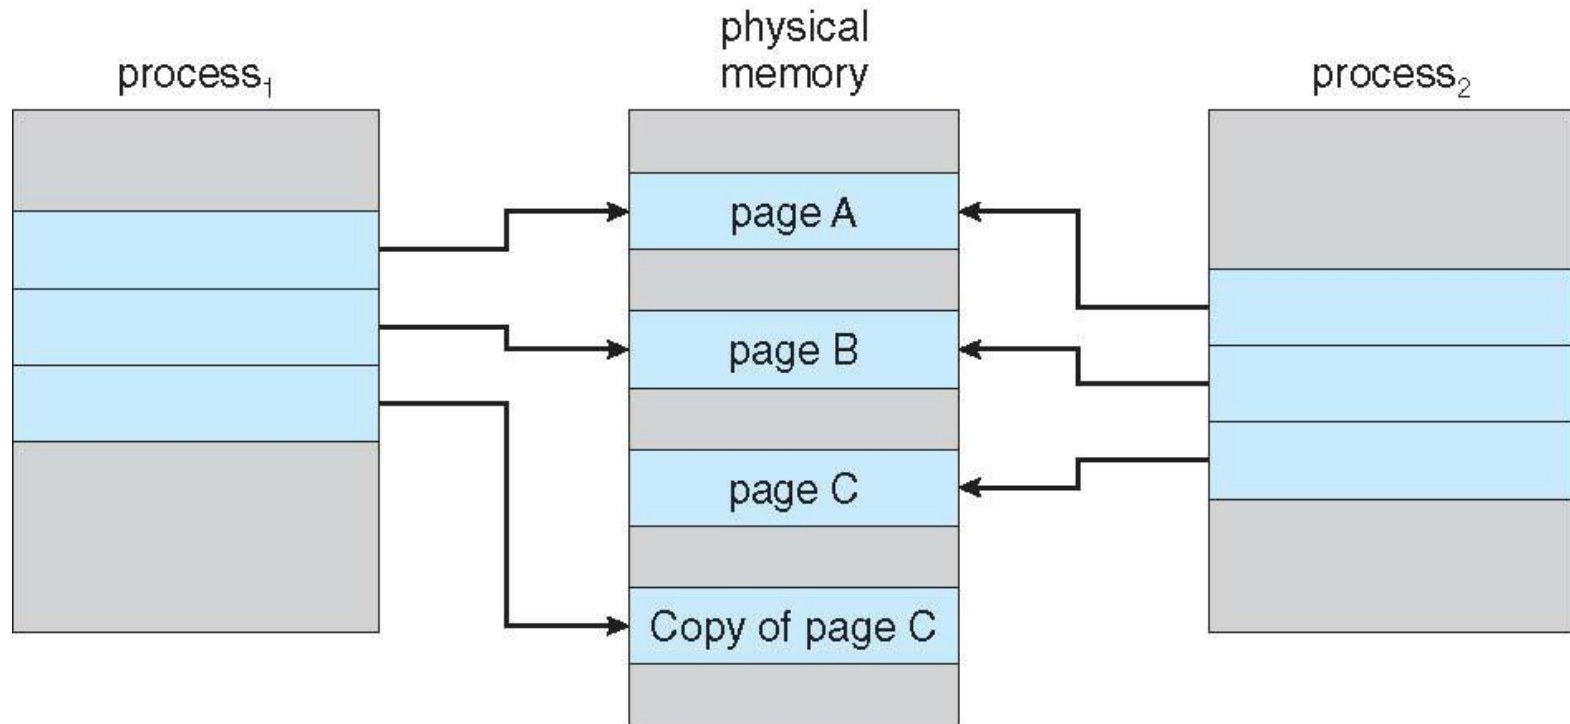 physical
memory
process₁
process₂
page A
page B
page C
Copy of page C